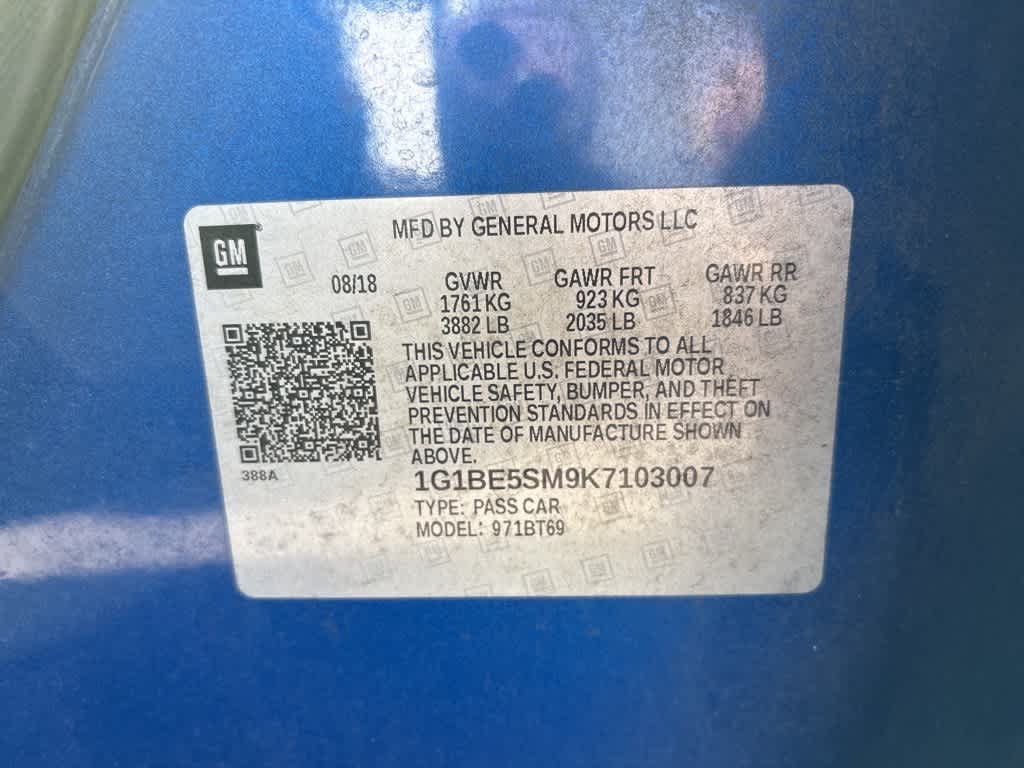 GM
MFD BY GENERAL MOTORS LLC
08/18 GVWR GAWR FRT GAWR RR
1761 KG 923 KG 837 KG
3882 LB 2035 LB 1846 LB
THIS VEHICLE CONFORMS TO ALL
APPLICABLE U.S. FEDERAL MOTOR
VEHICLE SAFETY, BUMPER, AND THEFT
PREVENTION STANDARDS IN EFFECT ON
THE DATE OF MANUFACTURE SHOWN
ABOVE.
388A
1G1BE5SM9K7103007
TYPE: PASS CAR
MODEL: 971BT69